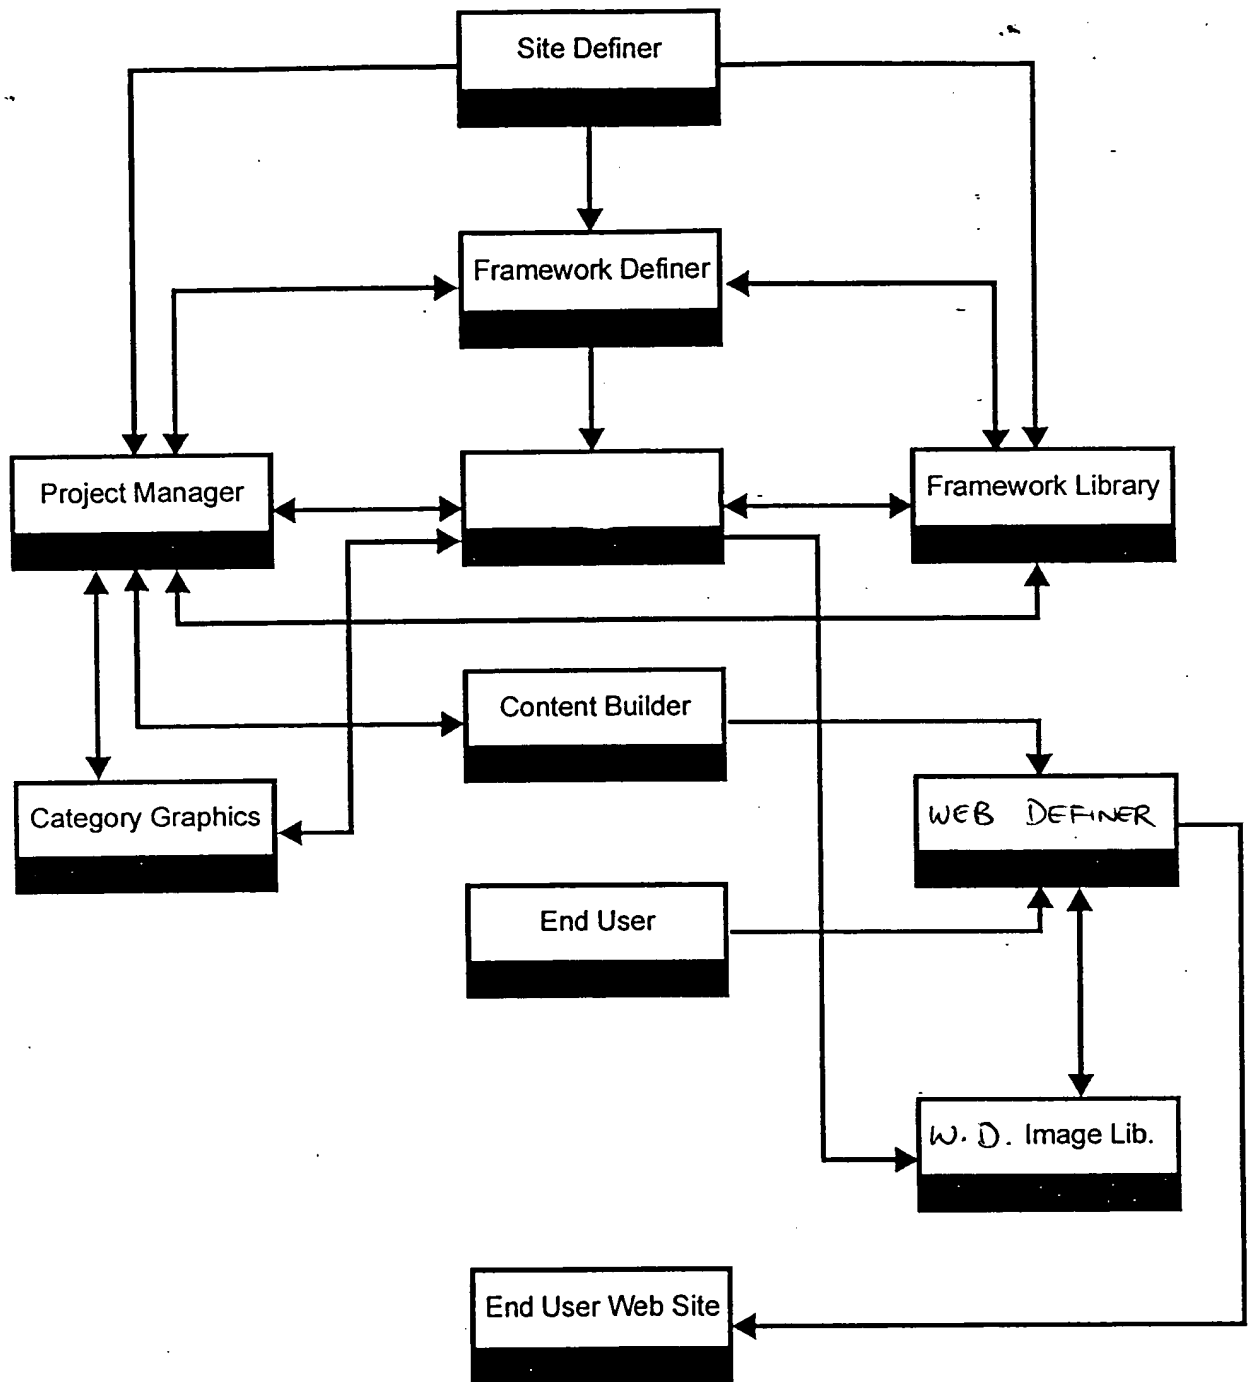 Site Definer
Framework Definer
Project Manager
Framework Library
Content Builder
Category Graphics
WEB DEFINER
End User
W. D. Image Lib.
End User Web Site